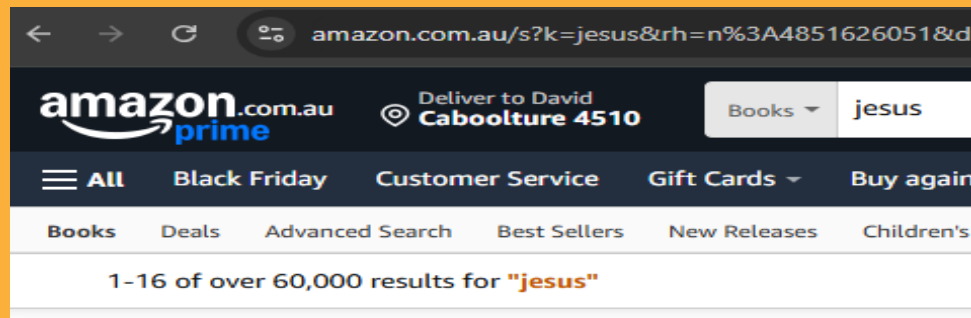 amazon.com.au/s?k=jesus&rh=n%3A4851626051&d
amazon.com.au
prime
Deliver to David
Caboolture 4510
Books
jesus
All Black Friday Customer Service Gift Cards Buy again
Books Deals Advanced Search Best Sellers New Releases Children's
1-16 of over 60,000 results for "jesus"